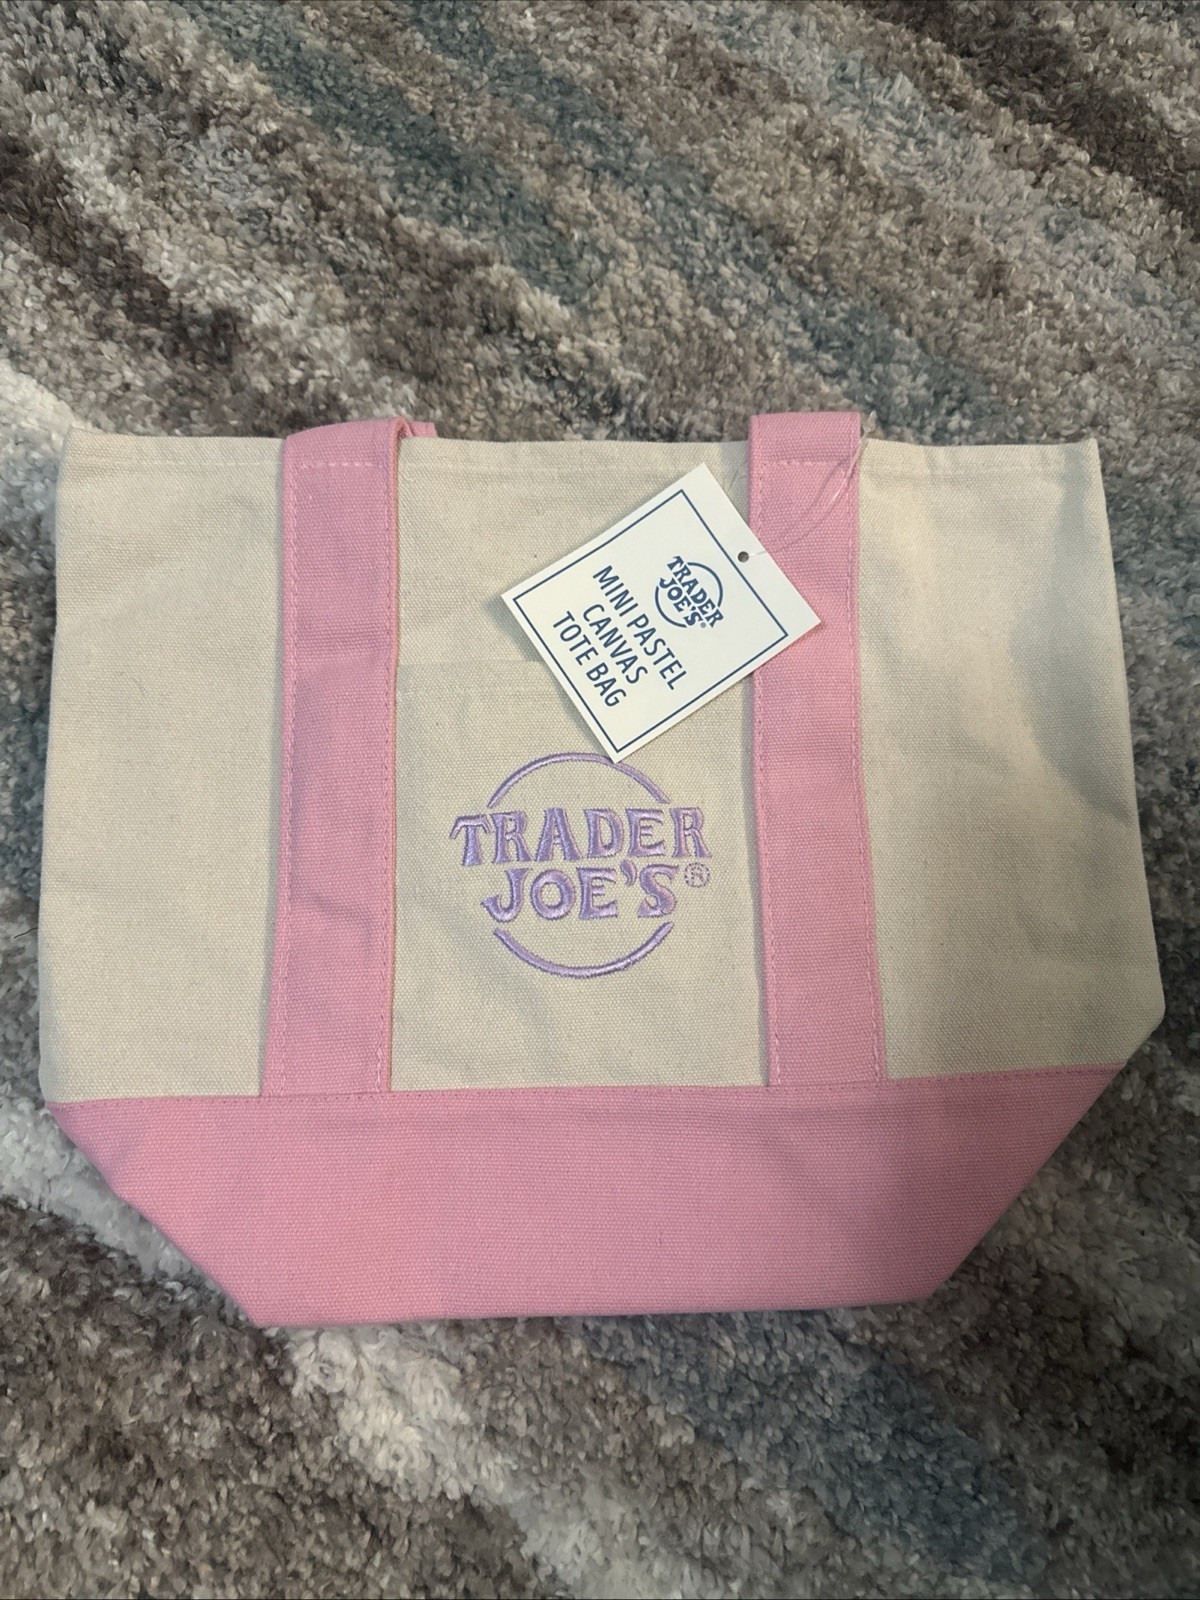 TRADER
JOE'S®
MINI PASTEL
CANVAS
TOTE BAG
TRADER
JOE'S®